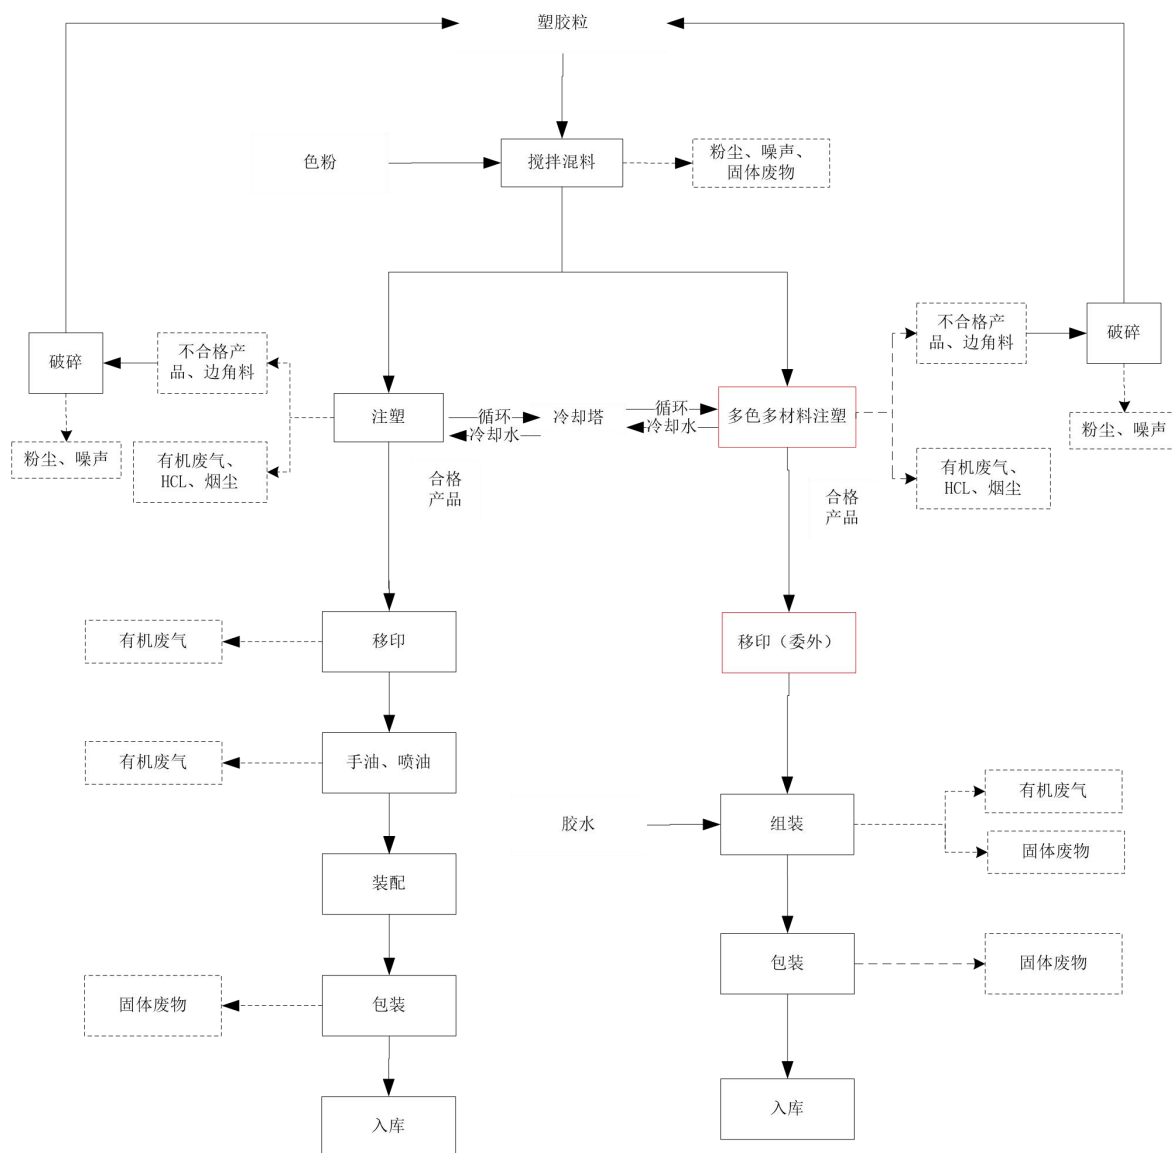 塑胶粒
色粉
搅拌混料
粉尘、噪声、
固体废物
破碎
不合格产
品、边角料
不合格产
品、边角料
破碎
注塑
循环
冷却水
冷却塔
循环
冷却水
多色多材料注塑
粉尘、噪声
有机废气、
HCL、烟尘
合格
产品
合格
产品
有机废气、
HCL、烟尘
粉尘、噪声
有机废气
移印
移印（委外）
有机废气
手油、喷油
胶水
组装
有机废气
固体废物
装配
固体废物
包装
包装
固体废物
入库
入库